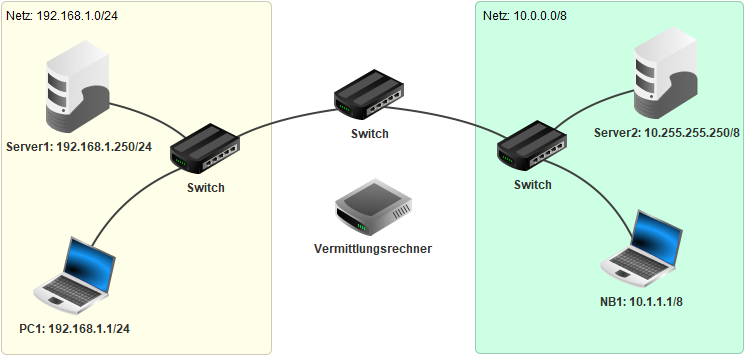 Netz: 192.168.1.0/24
Netz: 10.0.0.0/8
Server1: 192.168.1.250/24
Switch
Switch
Server2: 10.255.255.250/8
Switch
Vermittlungsrechner
PC1: 192.168.1.1/24
NB1: 10.1.1.1/8